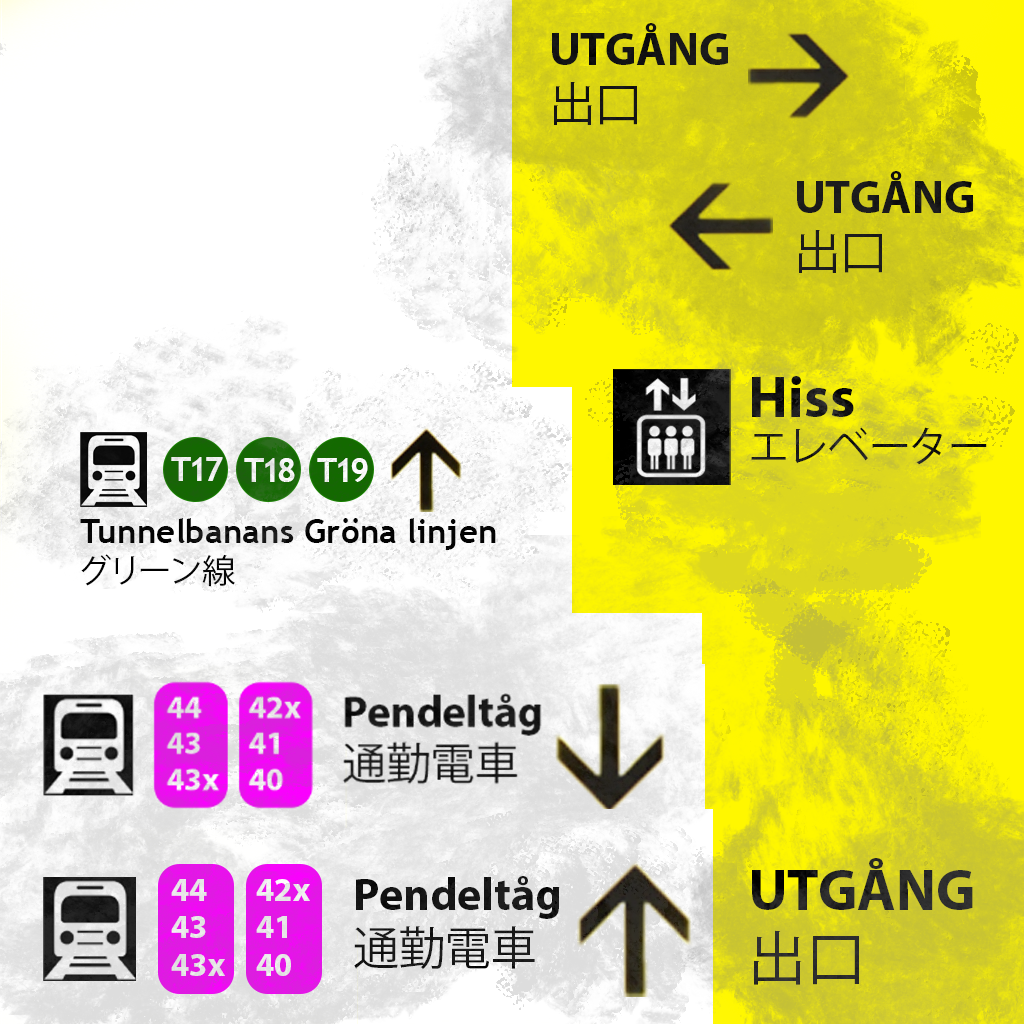 UTGÅNG
出口
UTGÅNG
出口
Hiss
エレベーター
T17 T18 T19
Tunnelbanans Gröna linjen
グリーン線
44 42x
43 41
43x 40
Pendeltåg
通勤電車
44 42x
43 41
43x 40
Pendeltåg
通勤電車
UTGÅNG
出口